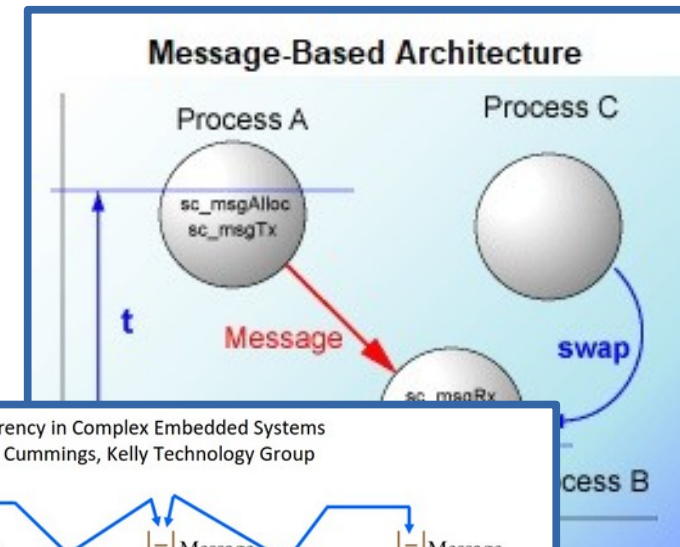 Message-Based Architecture
Process A
Process C
sc_msgAlloc
sc_msgTx
t
Message
swap
sc_msgRx
rency in Complex Embedded Systems
Cummings, Kelly Technology Group
cess B
Message
Message